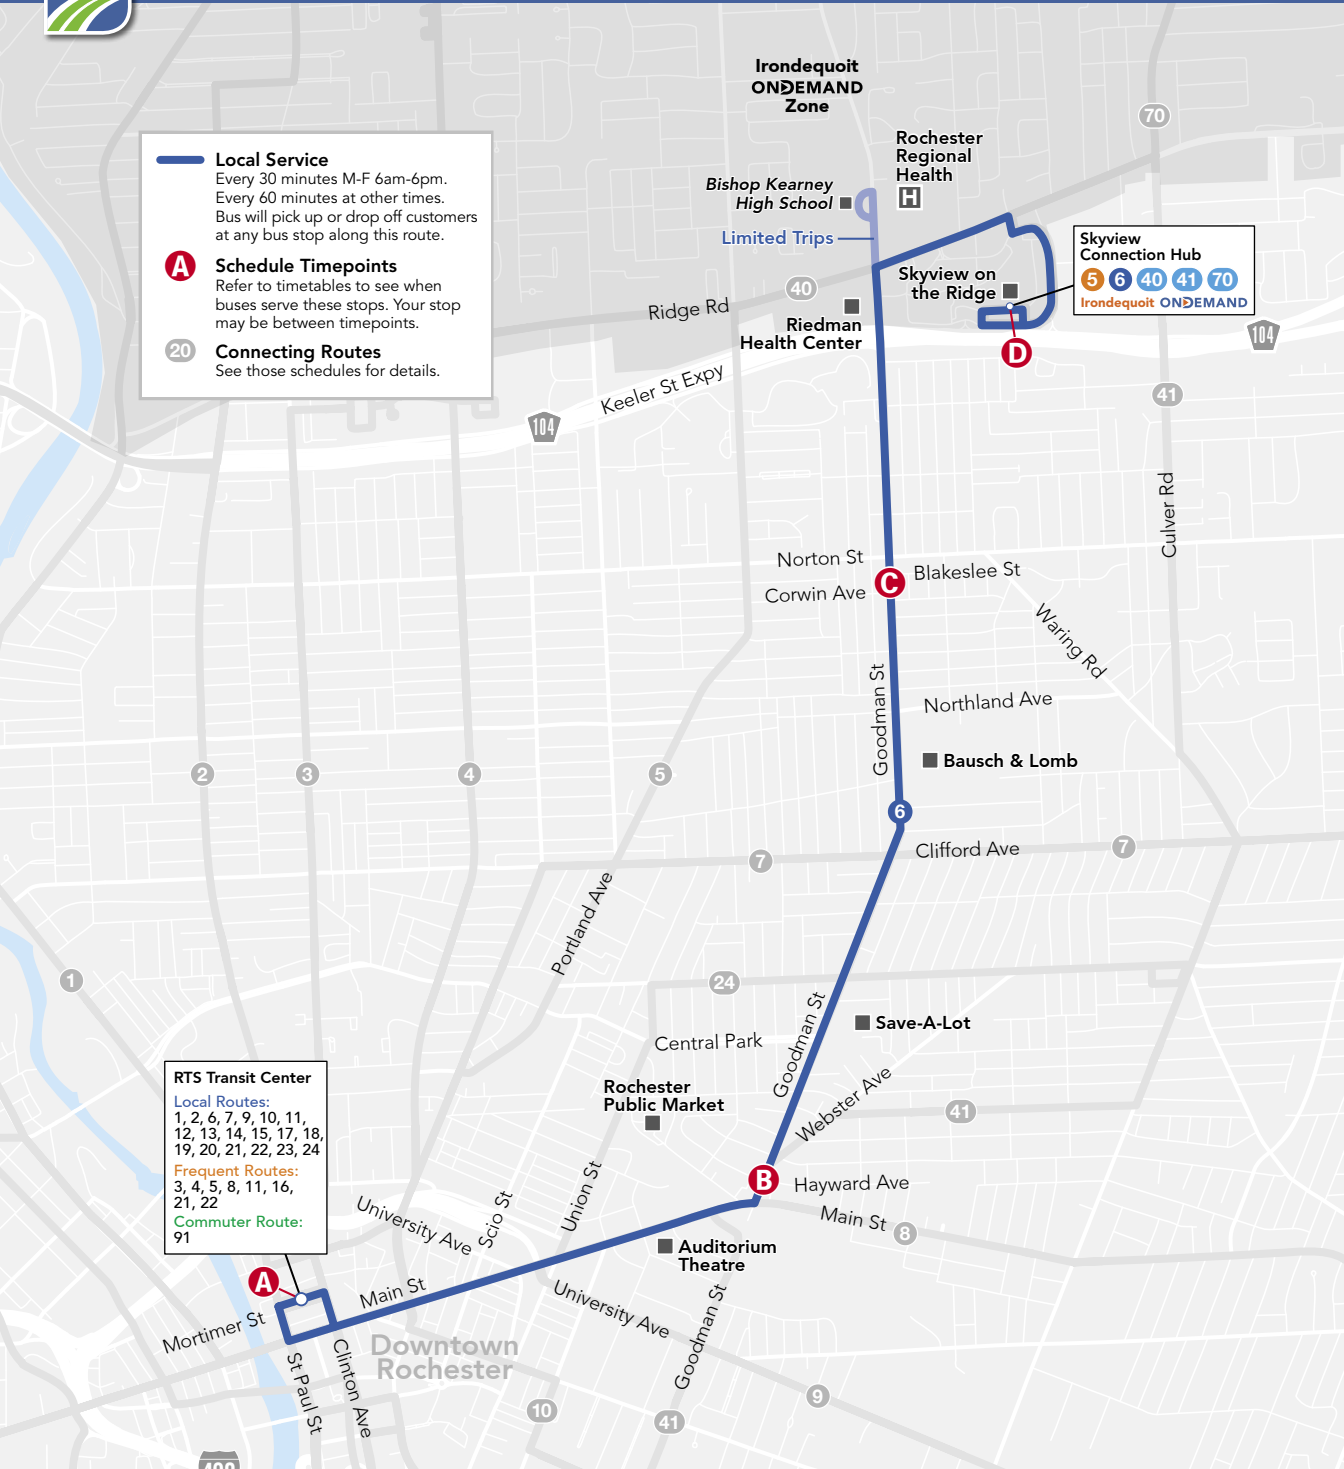 Irondequoit
ONDEMAND
Zone
70
Rochester
Regional
Health
H
Bishop Kearney
High School
Limited Trips
Local Service
Every 30 minutes M-F 6am-6pm.
Every 60 minutes at other times.
Bus will pick up or drop off customers
at any bus stop along this route.
A
Schedule Timepoints
Refer to timetables to see when
buses serve these stops. Your stop
may be between timepoints.
20
Connecting Routes
See those schedules for details.
Skyview
Connection Hub
5 6 40 41 70
Irondequoit ONDEMAND
Skyview on
the Ridge
40
Ridge Rd
Riedman
Health Center
D
104
Keeler St Expy
104
41
Culver Rd
Norton St
C
Blakeslee St
Corwin Ave
Waring Rd
Goodman St
Northland Ave
Bausch & Lomb
2
3
4
5
6
7
Clifford Ave
7
Portland Ave
1
24
Goodman St
Save-A-Lot
Central Park
Rochester
Public Market
Webster Ave
41
RTS Transit Center
Local Routes:
1, 2, 6, 7, 9, 10, 11,
12, 13, 14, 15, 17, 18,
19, 20, 21, 22, 23, 24
Frequent Routes:
3, 4, 5, 8, 11, 16,
21, 22
Commuter Route:
91
B
Hayward Ave
Main St
8
University Ave
Scio St
Union St
Auditorium
Theatre
A
Main St
University Ave
Goodman St
Mortimer St
Downtown
Rochester
St Paul St
Clinton Ave
10
41
9